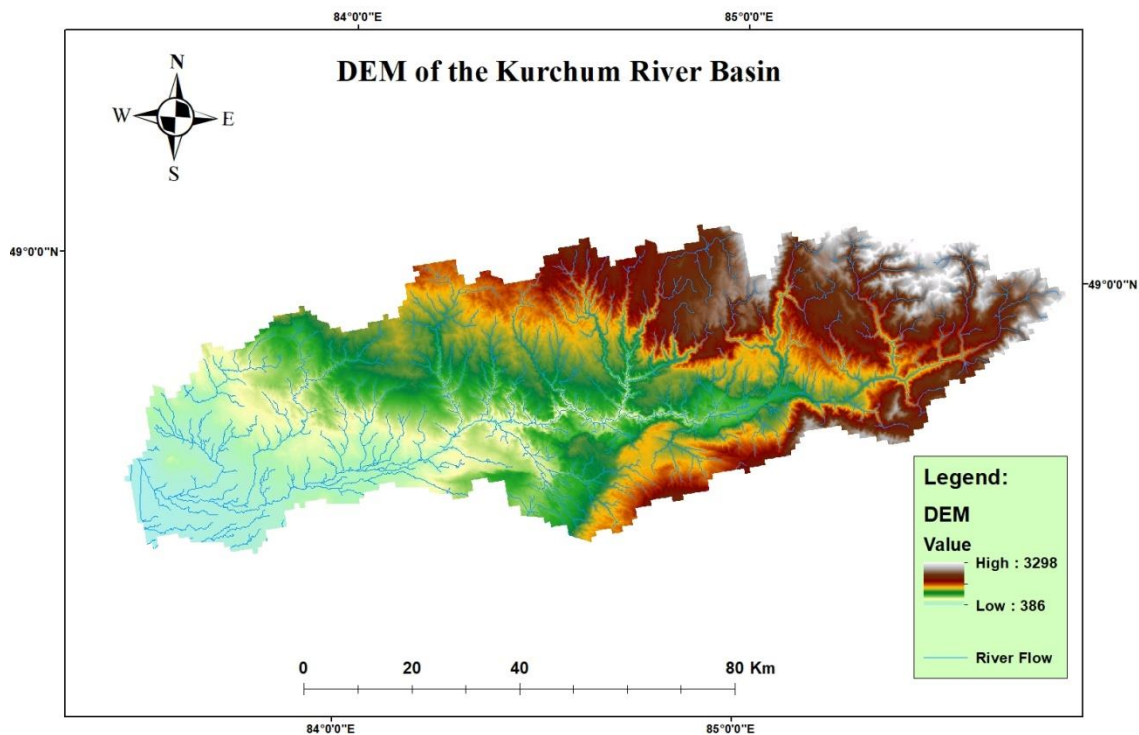 84°0'0"E 85°0'0"E
DEM of the Kurchum River Basin
N
W E
S
49°0'0"N
49°0'0"N
Legend:
DEM
Value
High : 3298
Low : 386
River Flow
0 20 40 80 Km
84°0'0"E 85°0'0"E